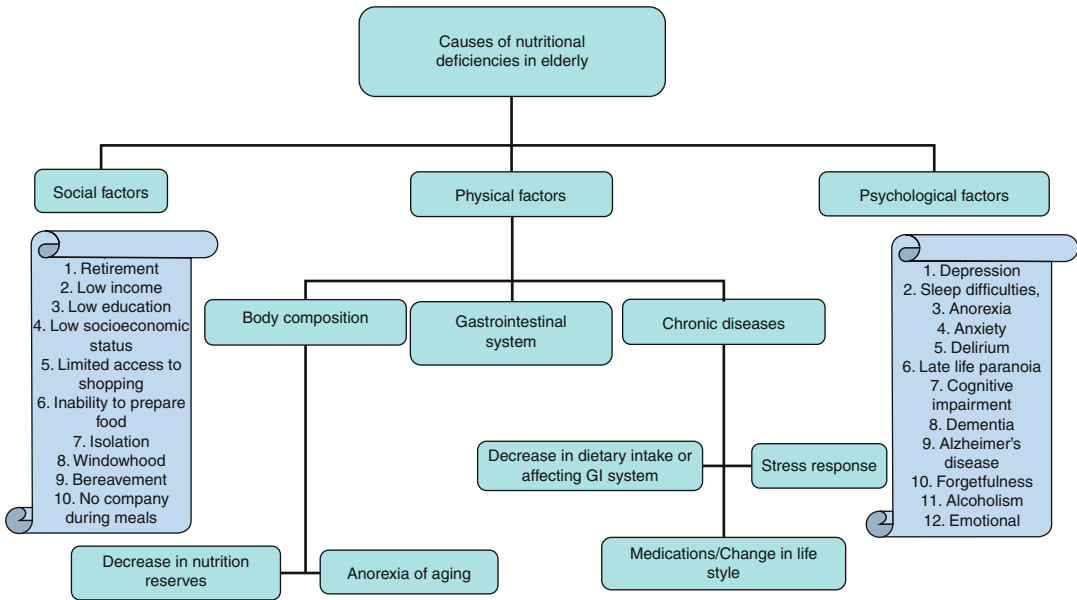 Causes of nutritional
deficiencies in elderly
Social factors
Physical factors
Psychological factors
1. Retirement
2. Low income
3. Low education
4. Low socioeconomic
status
5. Limited access to
shopping
6. Inability to prepare
food
7. Isolation
8. Windowhood
9. Bereavement
10. No company
during meals
Body composition
Gastrointestinal
system
Chronic diseases
1. Depression
2. Sleep difficulties,
3. Anorexia
4. Anxiety
5. Delirium
6. Late life paranoia
7. Cognitive
impairment
8. Dementia
9. Alzheimer's
disease
10. Forgetfulness
11. Alcoholism
12. Emotional
Decrease in dietary intake or
affecting GI system
Stress response
Decrease in nutrition
reserves
Anorexia of aging
Medications/Change in life
style